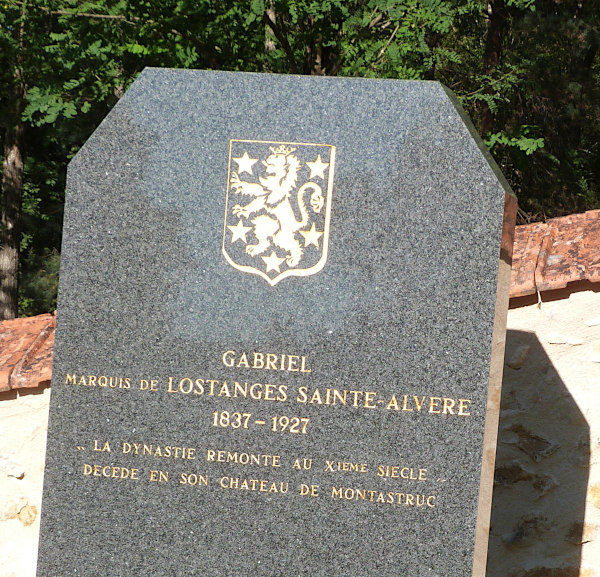 GABRIEL
MARQUIS DE LOSTANGES SAINTE-ALVERE
1837-1927
" LA DYNASTIE REMONTE AU XIEME SIECLE "
DECEDE EN SON CHATEAU DE MONTASTRUC